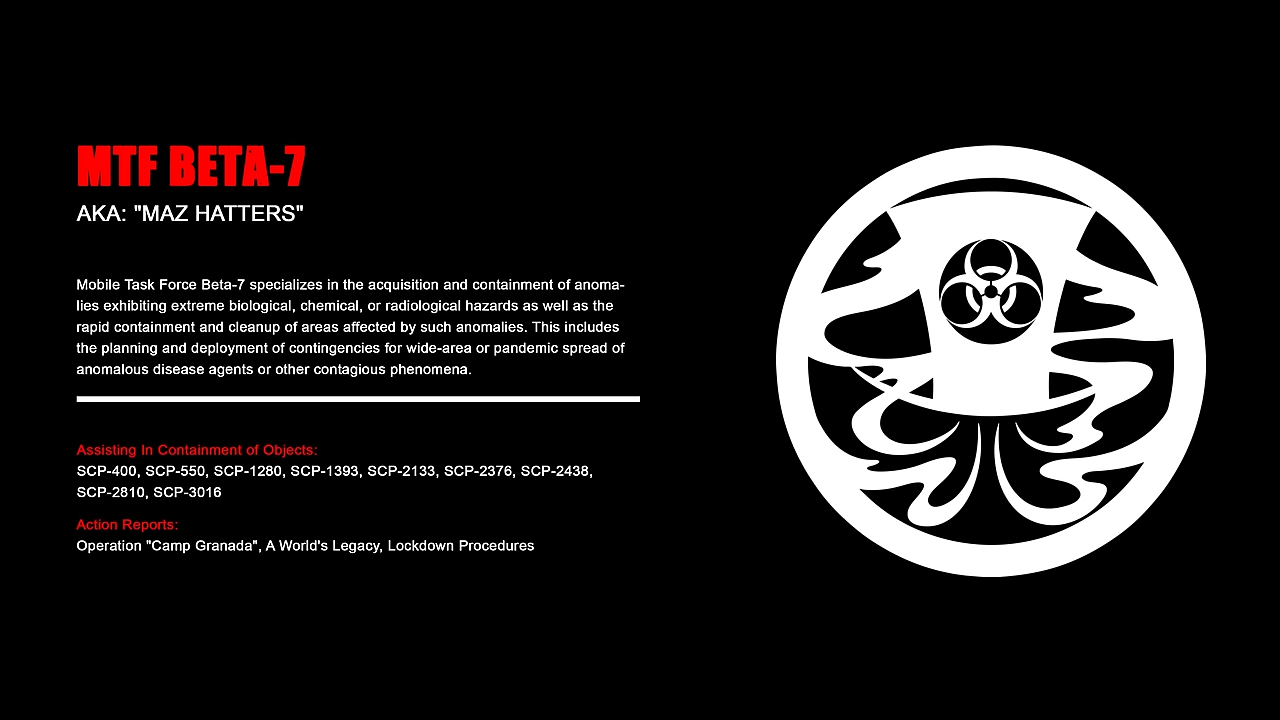 MTF BETA-7
AKA: "MAZ HATTERS"
Mobile Task Force Beta-7 specializes in the acquisition and containment of anoma-
lies exhibiting extreme biological, chemical, or radiological hazards as well as the
rapid containment and cleanup of areas affected by such anomalies. This includes
the planning and deployment of contingencies for wide-area or pandemic spread of
anomalous disease agents or other contagious phenomena.
Assisting In Containment of Objects:
SCP-400, SCP-550, SCP-1280, SCP-1393, SCP-2133, SCP-2376, SCP-2438,
SCP-2810, SCP-3016
Action Reports:
Operation "Camp Granada", A World's Legacy, Lockdown Procedures